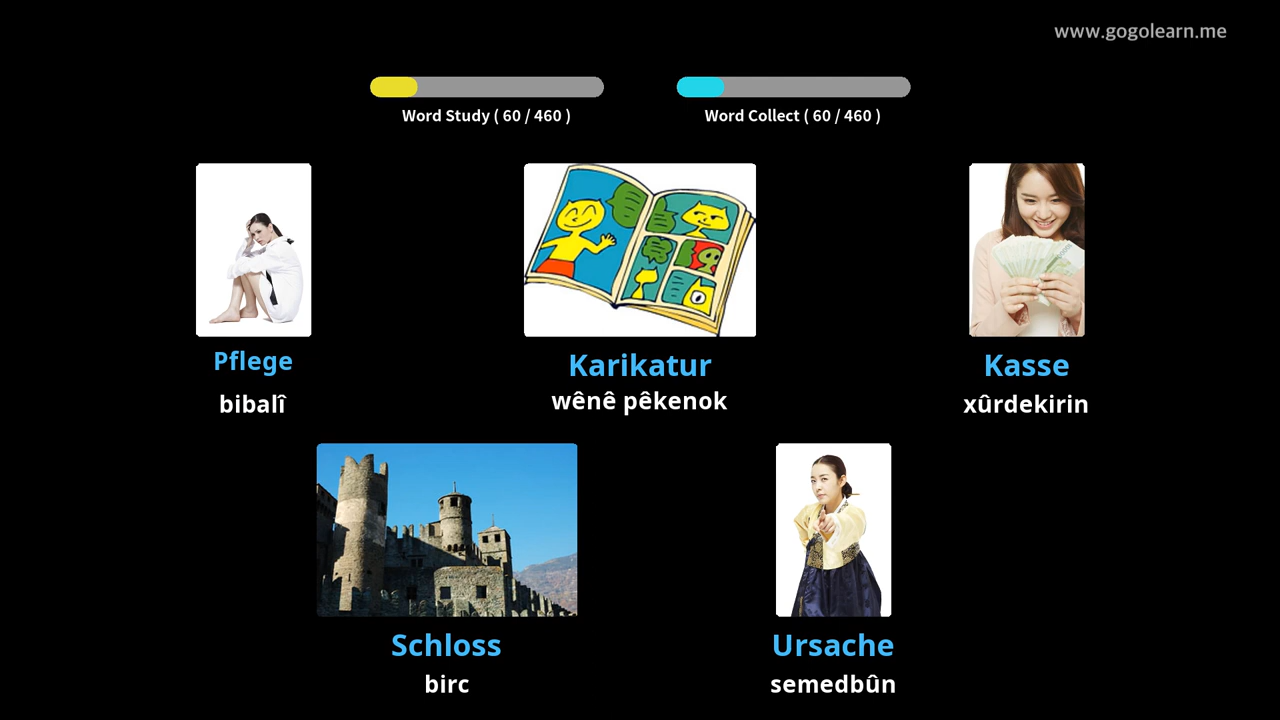 www.gogolearn.me
Word Study ( 60 / 460 )
Word Collect ( 60 / 460 )
Pflege
bibalî
Karikatur
wênê pêkenok
Kasse
xûrdekirin
Schloss
birc
Ursache
semedbûn